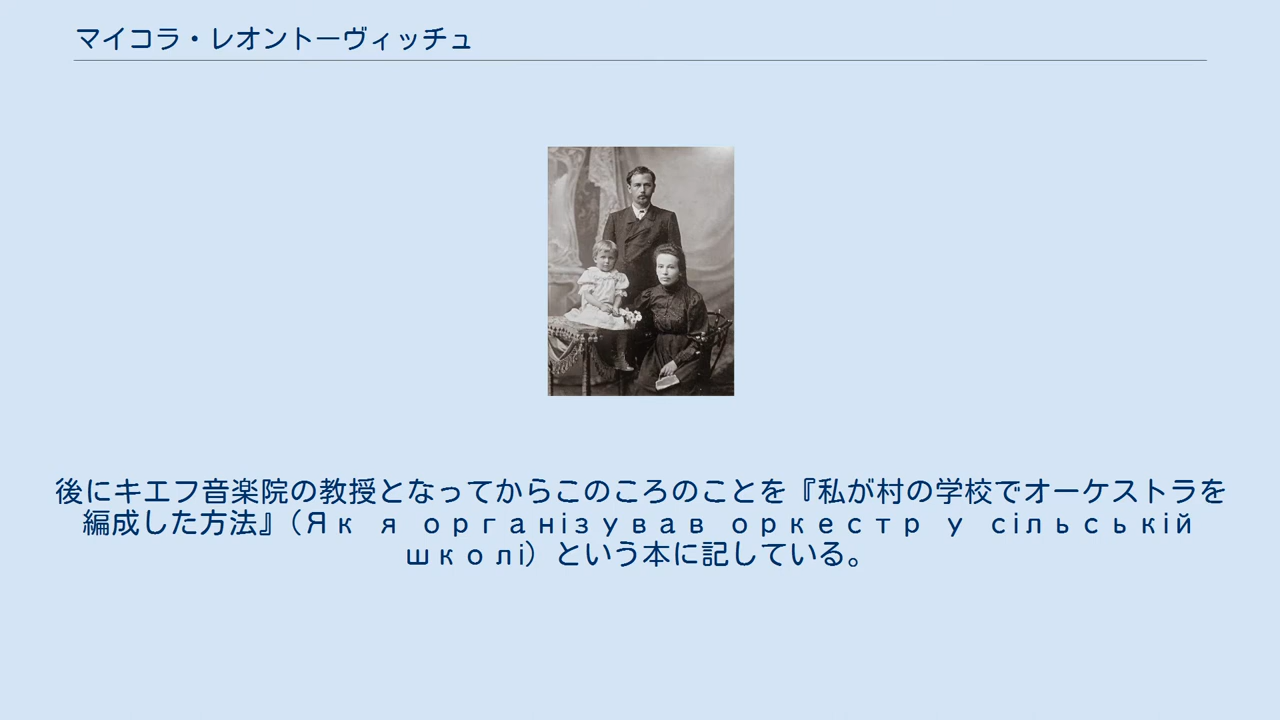 マイコラ・レオントーヴィッチュ
後にキエフ音楽院の教授となってからこのころのことを『私が村の学校でオーケストラを
編成した方法』（Як я організував оркестр у сільській
школі）という本に記している。